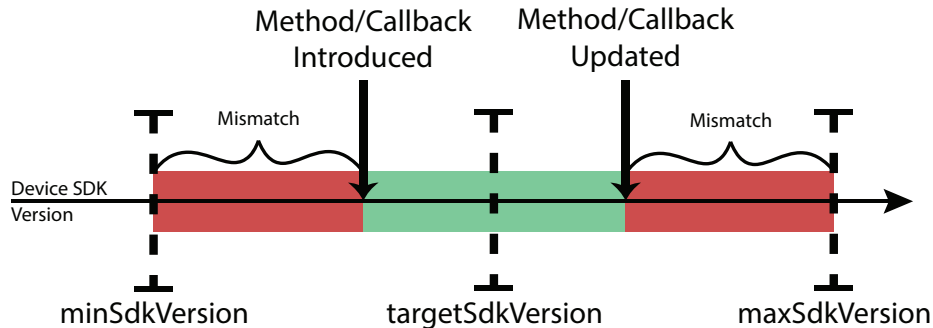 Method/Callback
Introduced
Method/Callback
Updated
Mismatch
Mismatch
Device SDK
Version
minSdkVersion
targetSdkVersion
maxSdkVersion